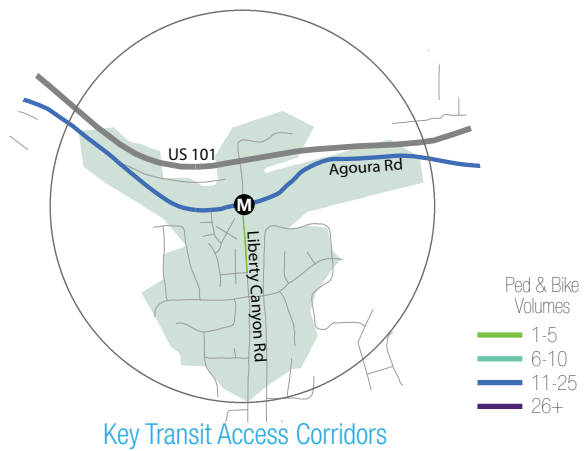 US 101
Agoura Rd
M
Liberty Canyon Rd
Ped & Bike
Volumes
1-5
6-10
11-25
26+
Key Transit Access Corridors